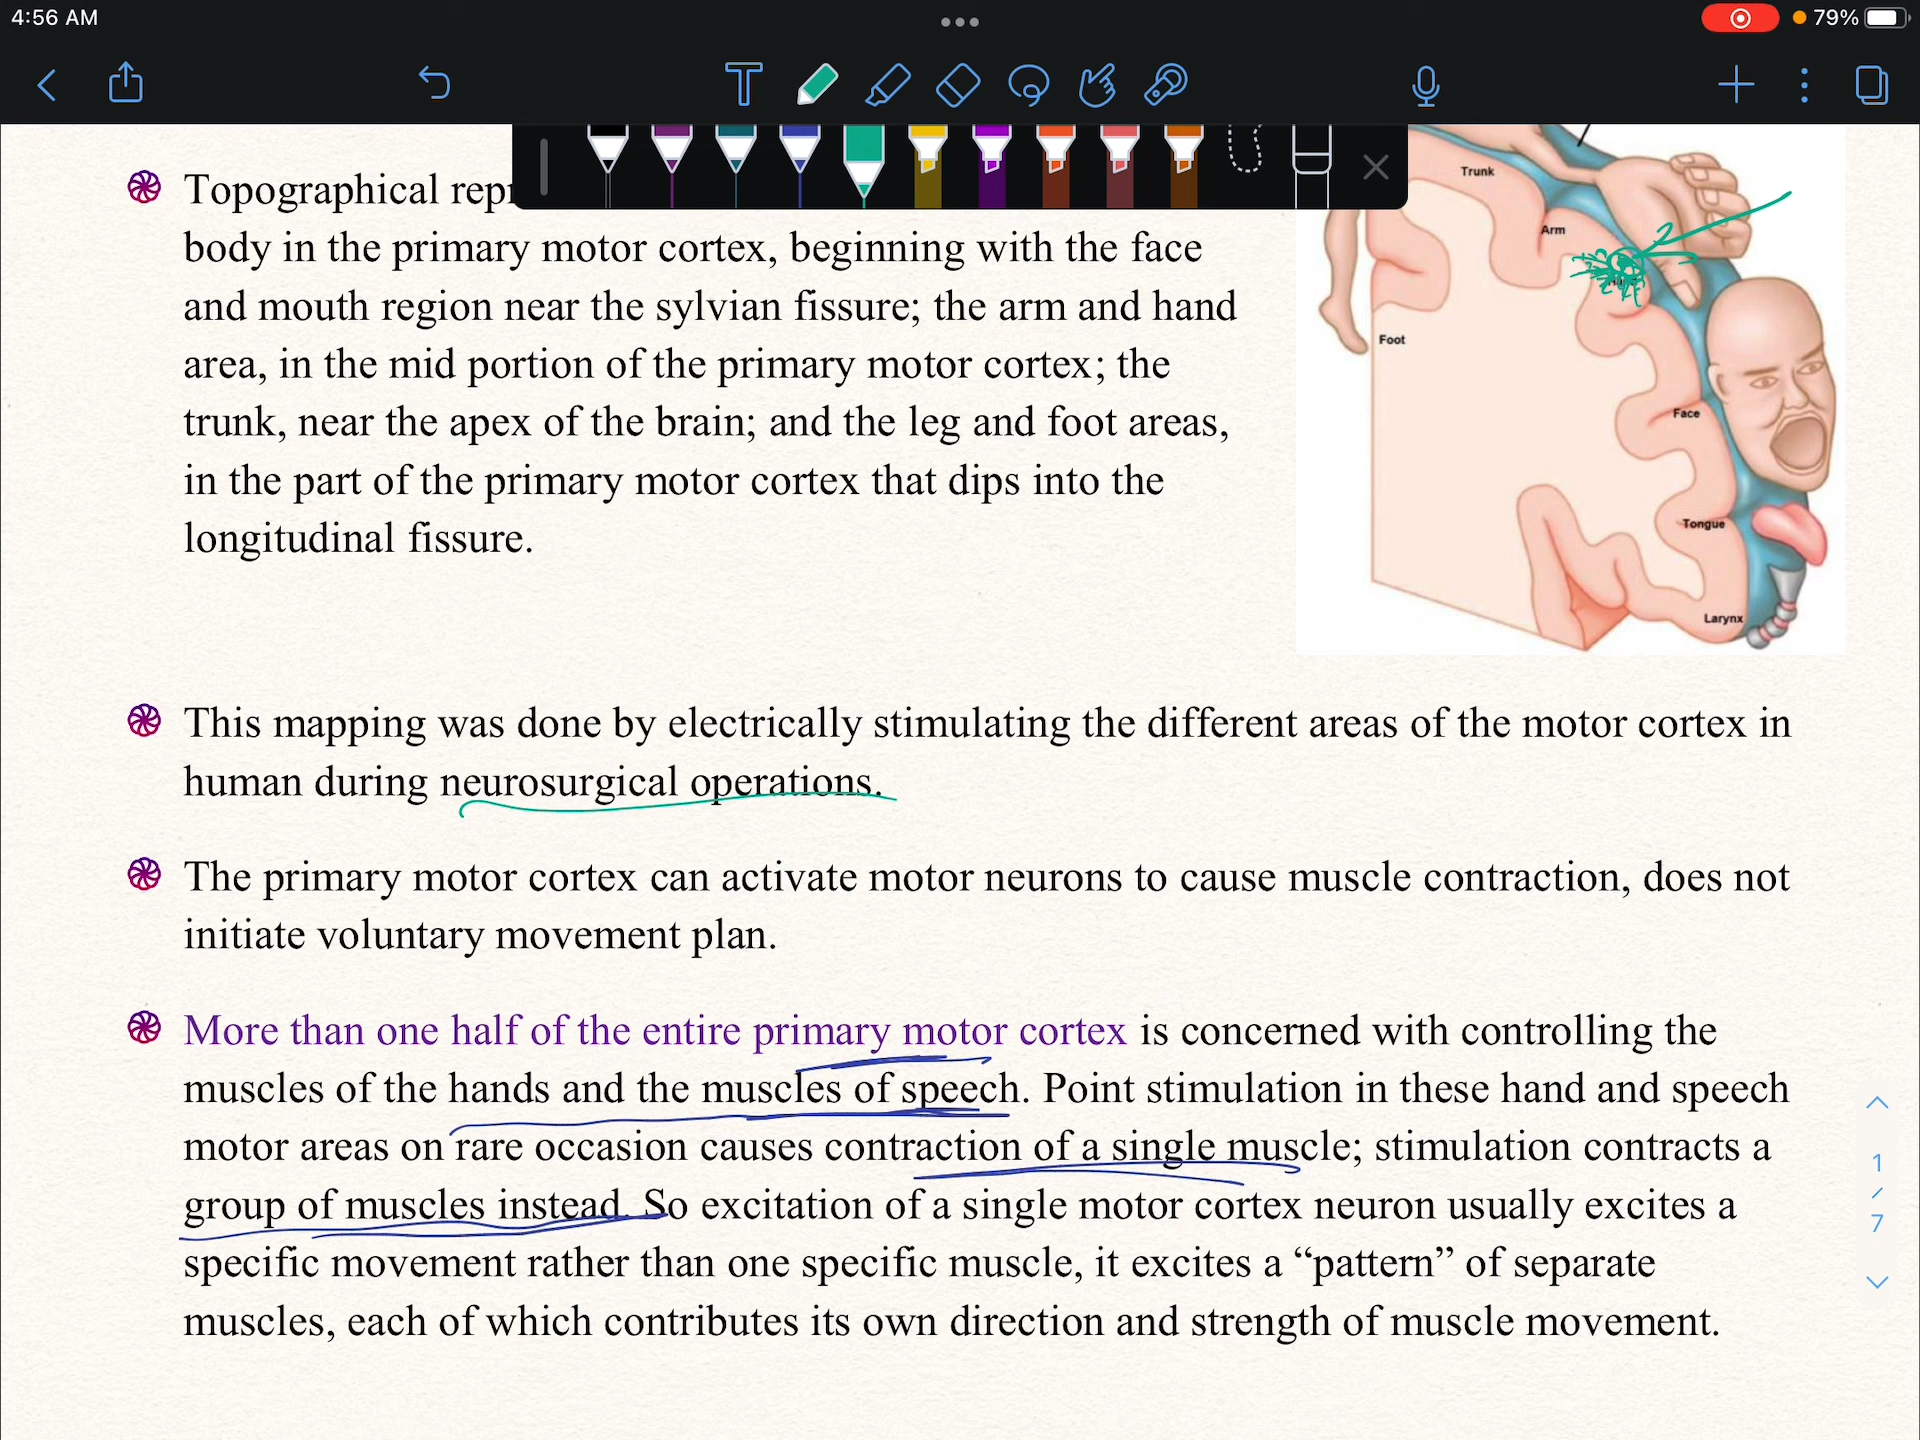 4:56 AM
79%
Topographical repr
body in the primary motor cortex, beginning with the face
and mouth region near the sylvian fissure; the arm and hand
area, in the mid portion of the primary motor cortex; the
trunk, near the apex of the brain; and the leg and foot areas,
in the part of the primary motor cortex that dips into the
longitudinal fissure.
Trunk
Arm
Foot
Face
Tongue
Larynx
This mapping was done by electrically stimulating the different areas of the motor cortex in
human during neurosurgical operations.
The primary motor cortex can activate motor neurons to cause muscle contraction, does not
initiate voluntary movement plan.
More than one half of the entire primary motor cortex is concerned with controlling the
muscles of the hands and the muscles of speech. Point stimulation in these hand and speech
motor areas on rare occasion causes contraction of a single muscle; stimulation contracts a
group of muscles instead. So excitation of a single motor cortex neuron usually excites a
specific movement rather than one specific muscle, it excites a “pattern” of separate
muscles, each of which contributes its own direction and strength of muscle movement.
1
/
7